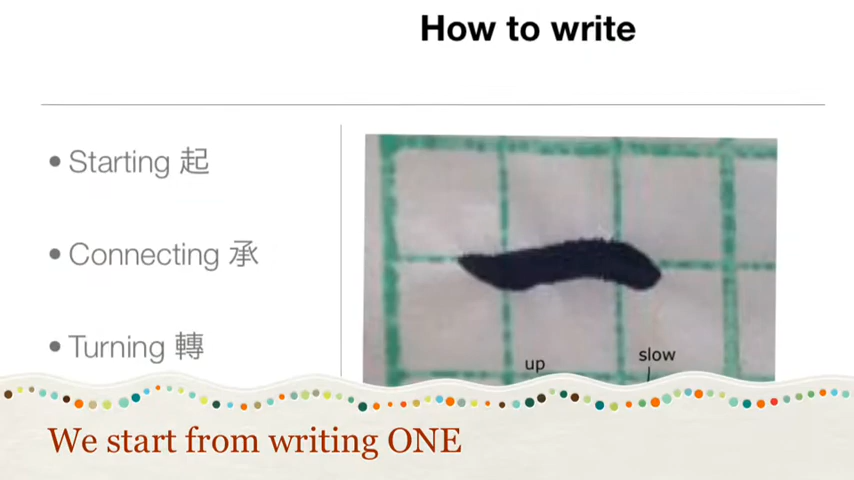 How to write
• Starting 起
• Connecting 承
• Turning 轉
up
slow
We start from writing ONE